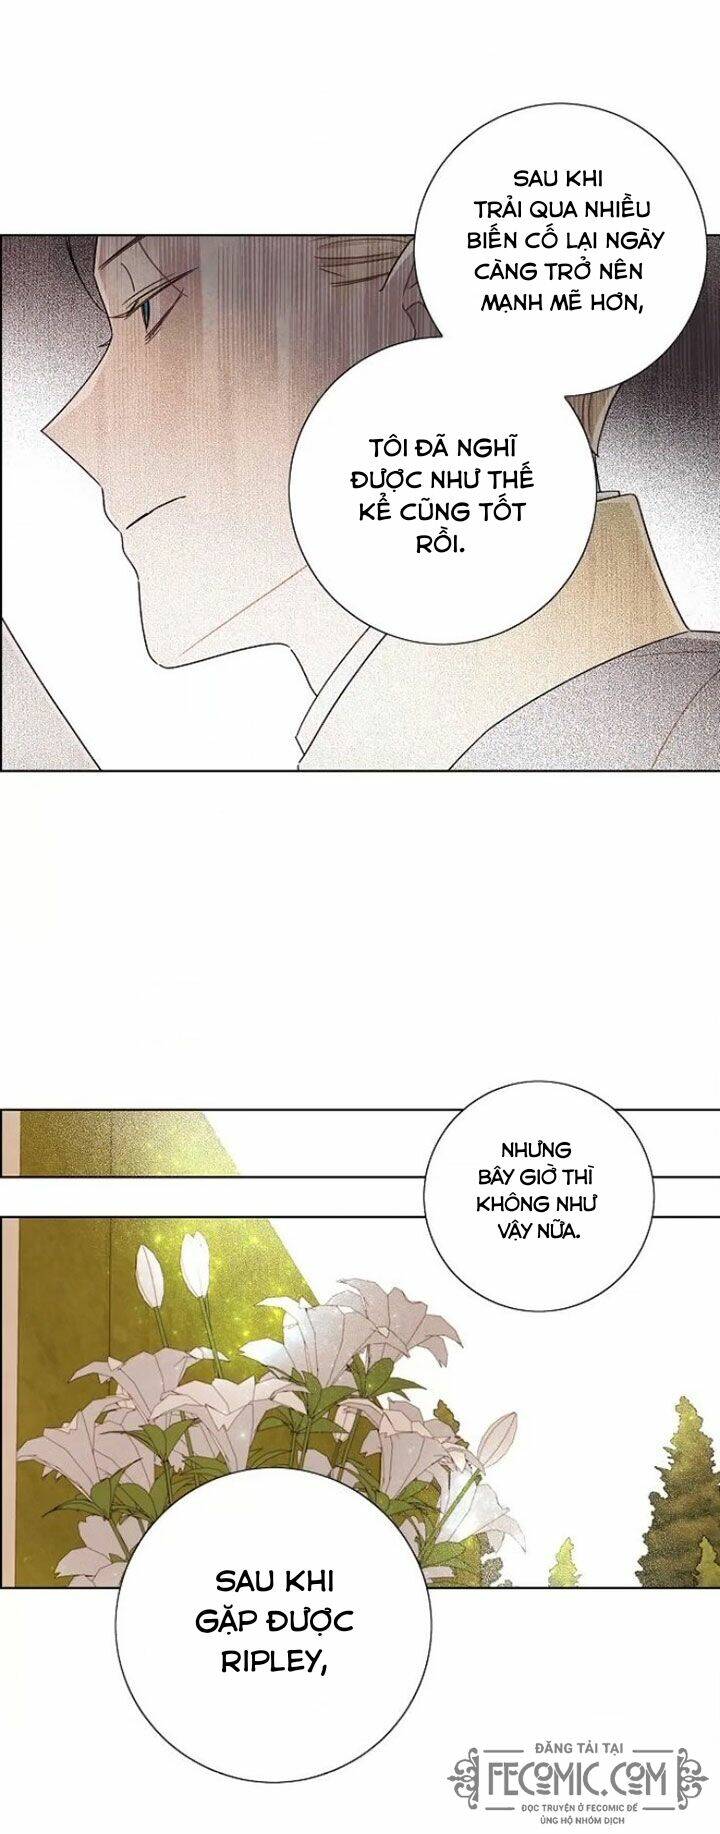 SAU KHI
TRẢI QUA NHIỀU
BIẾN CỐ LẠI NGÀY
CÀNG TRỞ NÊN
MẠNH MẼ HƠN,
TÔI ĐÃ NGHĨ
ĐƯỢC NHƯ THẾ
KỂ CŨNG TỐT
RỒI.
NHƯNG
BÂY GIỜ THÌ
KHÔNG NHƯ
VẬY NỮA.
SAU KHI
GẶP ĐƯỢC
RIPLEY,
ĐĂNG TẢI TẠI
FECOMIC.COM
ĐỌC TRUYỆN Ở FECOMIC ĐỂ
ỦNG HỘ NHÓM DỊCH